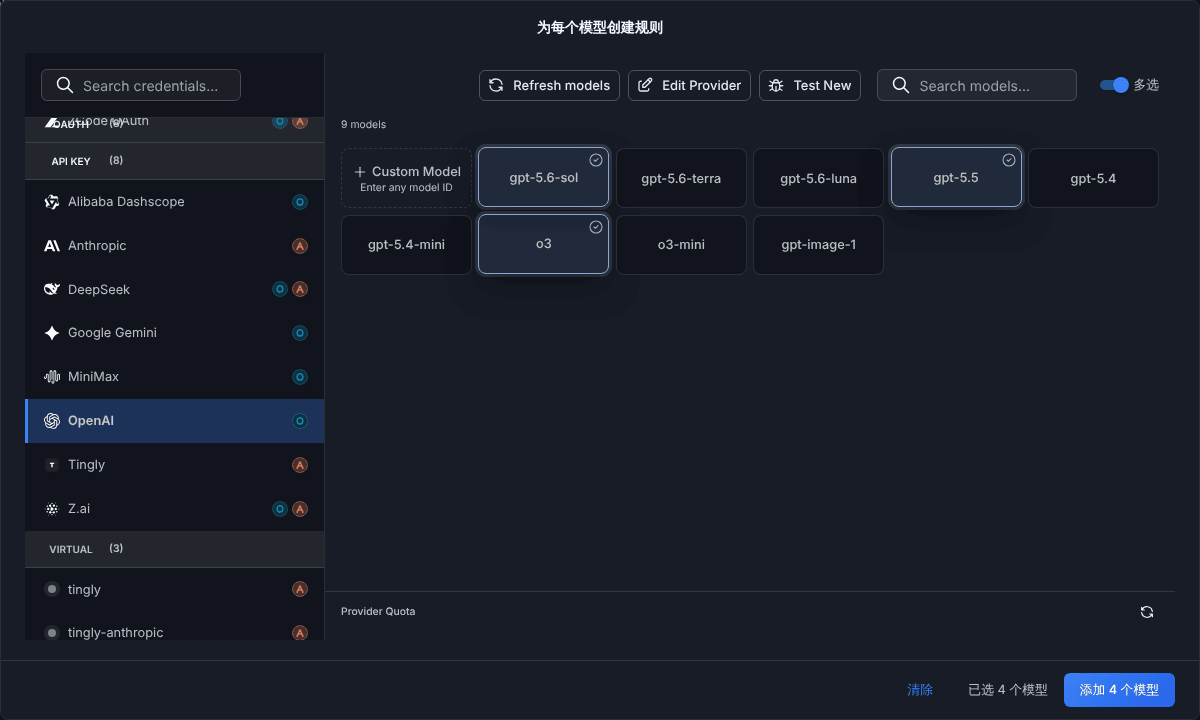 为每个模型创建规则
Search credentials...
Refresh models
Edit Provider
Test New
Search models...
多选
OAUTH
API KEY (8)
Alibaba Dashscope O
Anthropic A
DeepSeek O A
Google Gemini O
MiniMax O
OpenAI O
T Tingly A
Z.ai O A
VIRTUAL (3)
tingly A
tingly-anthropic A
9 models
+ Custom Model
Enter any model ID
gpt-5.6-sol
gpt-5.6-terra
gpt-5.6-luna
gpt-5.5
gpt-5.4
gpt-5.4-mini
o3
o3-mini
gpt-image-1
Provider Quota
清除
已选 4 个模型
添加 4 个模型